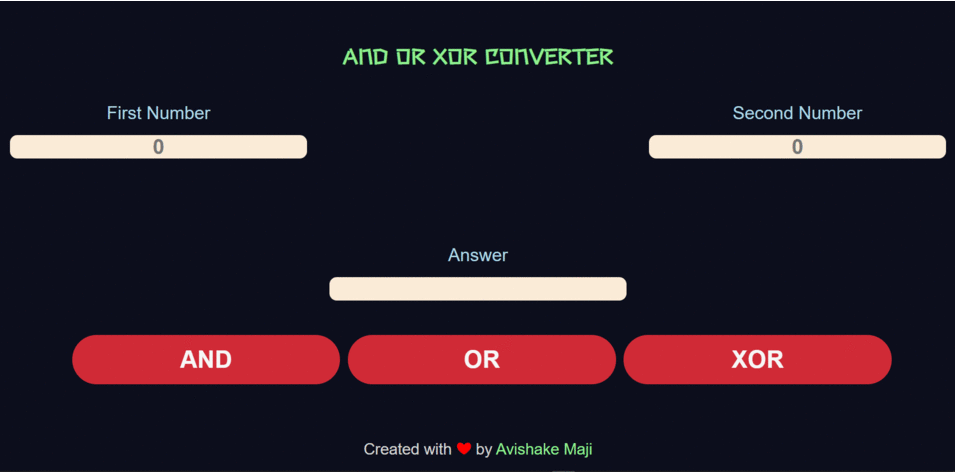 AND OR XOR CONVERTER
First Number Second Number
0 0
Answer
AND OR XOR
Created with ❤ by Avishake Maji